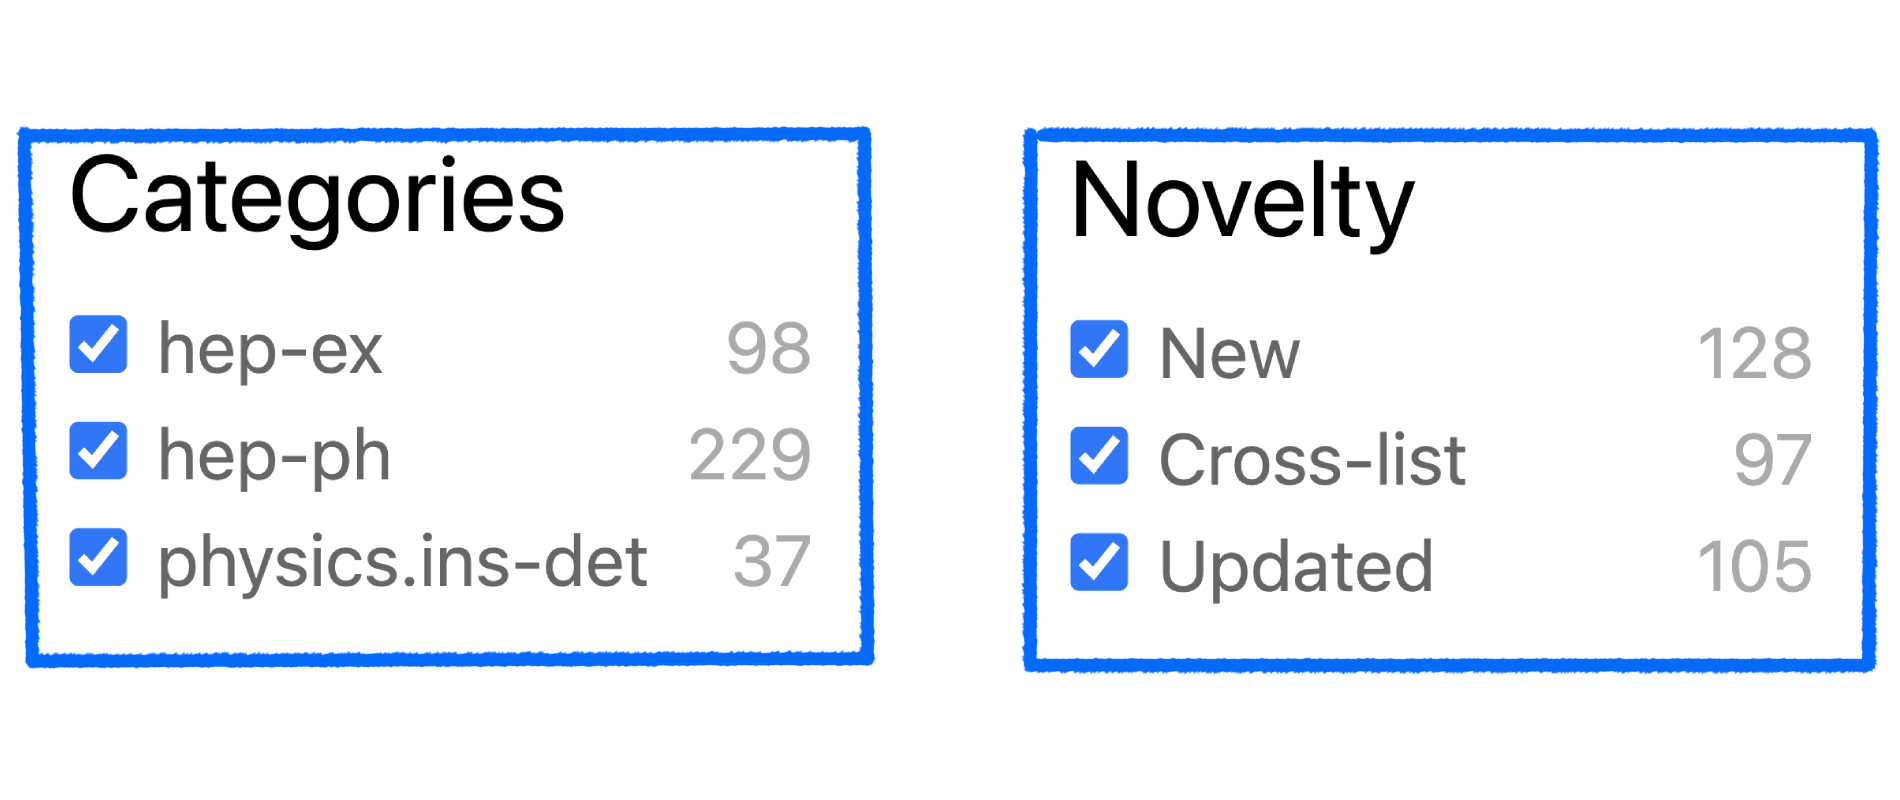 Categories
hep-ex 98
hep-ph 229
physics.ins-det 37
Novelty
New 128
Cross-list 97
Updated 105